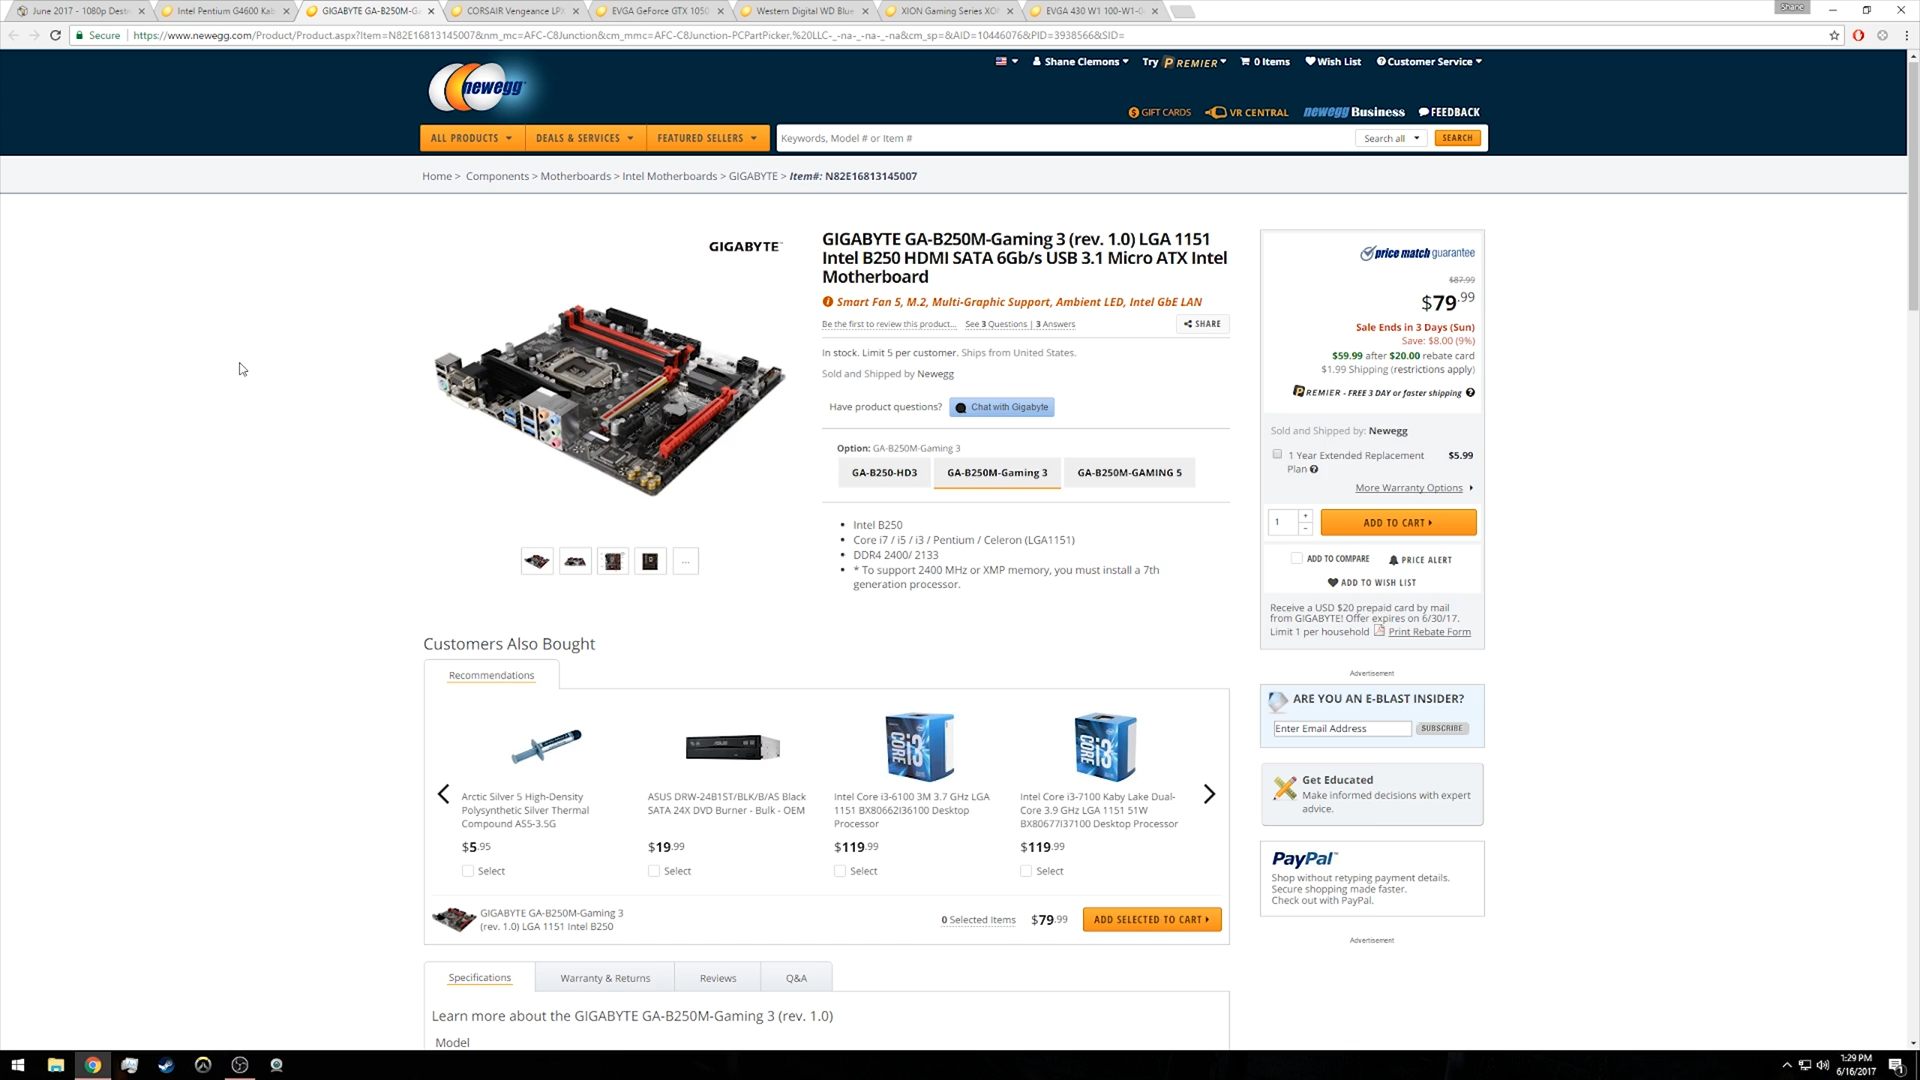 June 2017 - 1080p Dest
Intel Pentium G4600 Kab
GIGABYTE GA-B250M-G
CORSAIR Vengeance LPX
EVGA GeForce GTX 1050
Western Digital WD Blue
XION Gaming Series XON
EVGA 430 W1 100-W1-0
Shane
Secure
https://www.newegg.com/Product/Product.aspx?Item=N82E16813145007&nm_mc=AFC-C8Junction&cm_mmc=AFC-C8Junction-PCPartPicker,%20LLC-_-na-_-na-_-na&cm_sp=&AID=10446076&PID=3938566&SID=
newegg
Shane Clemons
Try PREMIER
0 Items
Wish List
Customer Service
GIFT CARDS
VR CENTRAL
newegg Business
FEEDBACK
ALL PRODUCTS
DEALS & SERVICES
FEATURED SELLERS
Keywords, Model # or Item #
Search all
SEARCH
Home > Components > Motherboards > Intel Motherboards > GIGABYTE > Item#: N82E16813145007
GIGABYTE
GIGABYTE GA-B250M-Gaming 3 (rev. 1.0) LGA 1151
Intel B250 HDMI SATA 6Gb/s USB 3.1 Micro ATX Intel
Motherboard
Smart Fan 5, M.2, Multi-Graphic Support, Ambient LED, Intel GbE LAN
Be the first to review this product... See 3 Questions | 3 Answers
SHARE
In stock. Limit 5 per customer. Ships from United States.
Sold and Shipped by Newegg
Have product questions?
Chat with Gigabyte
Option: GA-B250M-Gaming 3
GA-B250-HD3
GA-B250M-Gaming 3
GA-B250M-GAMING 5
• Intel B250
• Core i7 / i5 / i3 / Pentium / Celeron (LGA1151)
• DDR4 2400/ 2133
• * To support 2400 MHz or XMP memory, you must install a 7th
generation processor.
...
price match guarantee
$87.99
$79.99
Sale Ends in 3 Days (Sun)
Save: $8.00 (9%)
$59.99 after $20.00 rebate card
$1.99 Shipping (restrictions apply)
PREMIER - FREE 3 DAY or faster shipping
Sold and Shipped by: Newegg
1 Year Extended Replacement
Plan
$5.99
More Warranty Options
1
+
-
ADD TO CART
ADD TO COMPARE
PRICE ALERT
ADD TO WISH LIST
Receive a USD $20 prepaid card by mail
from GIGABYTE! Offer expires on 6/30/17.
Limit 1 per household Print Rebate Form
Advertisement
ARE YOU AN E-BLAST INSIDER?
Enter Email Address
SUBSCRIBE
Get Educated
Make informed decisions with expert
advice.
PayPal™
Shop without retyping payment details.
Secure shopping made faster.
Check out with PayPal.
Advertisement
Customers Also Bought
Recommendations
CORE i3
CORE i3
Arctic Silver 5 High-Density
Polysynthetic Silver Thermal
Compound AS5-3.5G
$5.95
Select
ASUS DRW-24B1ST/BLK/B/AS Black
SATA 24X DVD Burner - Bulk - OEM
$19.99
Select
Intel Core i3-6100 3M 3.7 GHz LGA
1151 BX80662I36100 Desktop
Processor
$119.99
Select
Intel Core i3-7100 Kaby Lake Dual-
Core 3.9 GHz LGA 1151 51W
BX80677I37100 Desktop Processor
$119.99
Select
GIGABYTE GA-B250M-Gaming 3
(rev. 1.0) LGA 1151 Intel B250
0 Selected Items
$79.99
ADD SELECTED TO CART
Specifications
Warranty & Returns
Reviews
Q&A
Learn more about the GIGABYTE GA-B250M-Gaming 3 (rev. 1.0)
Model
1:29 PM
6/16/2017